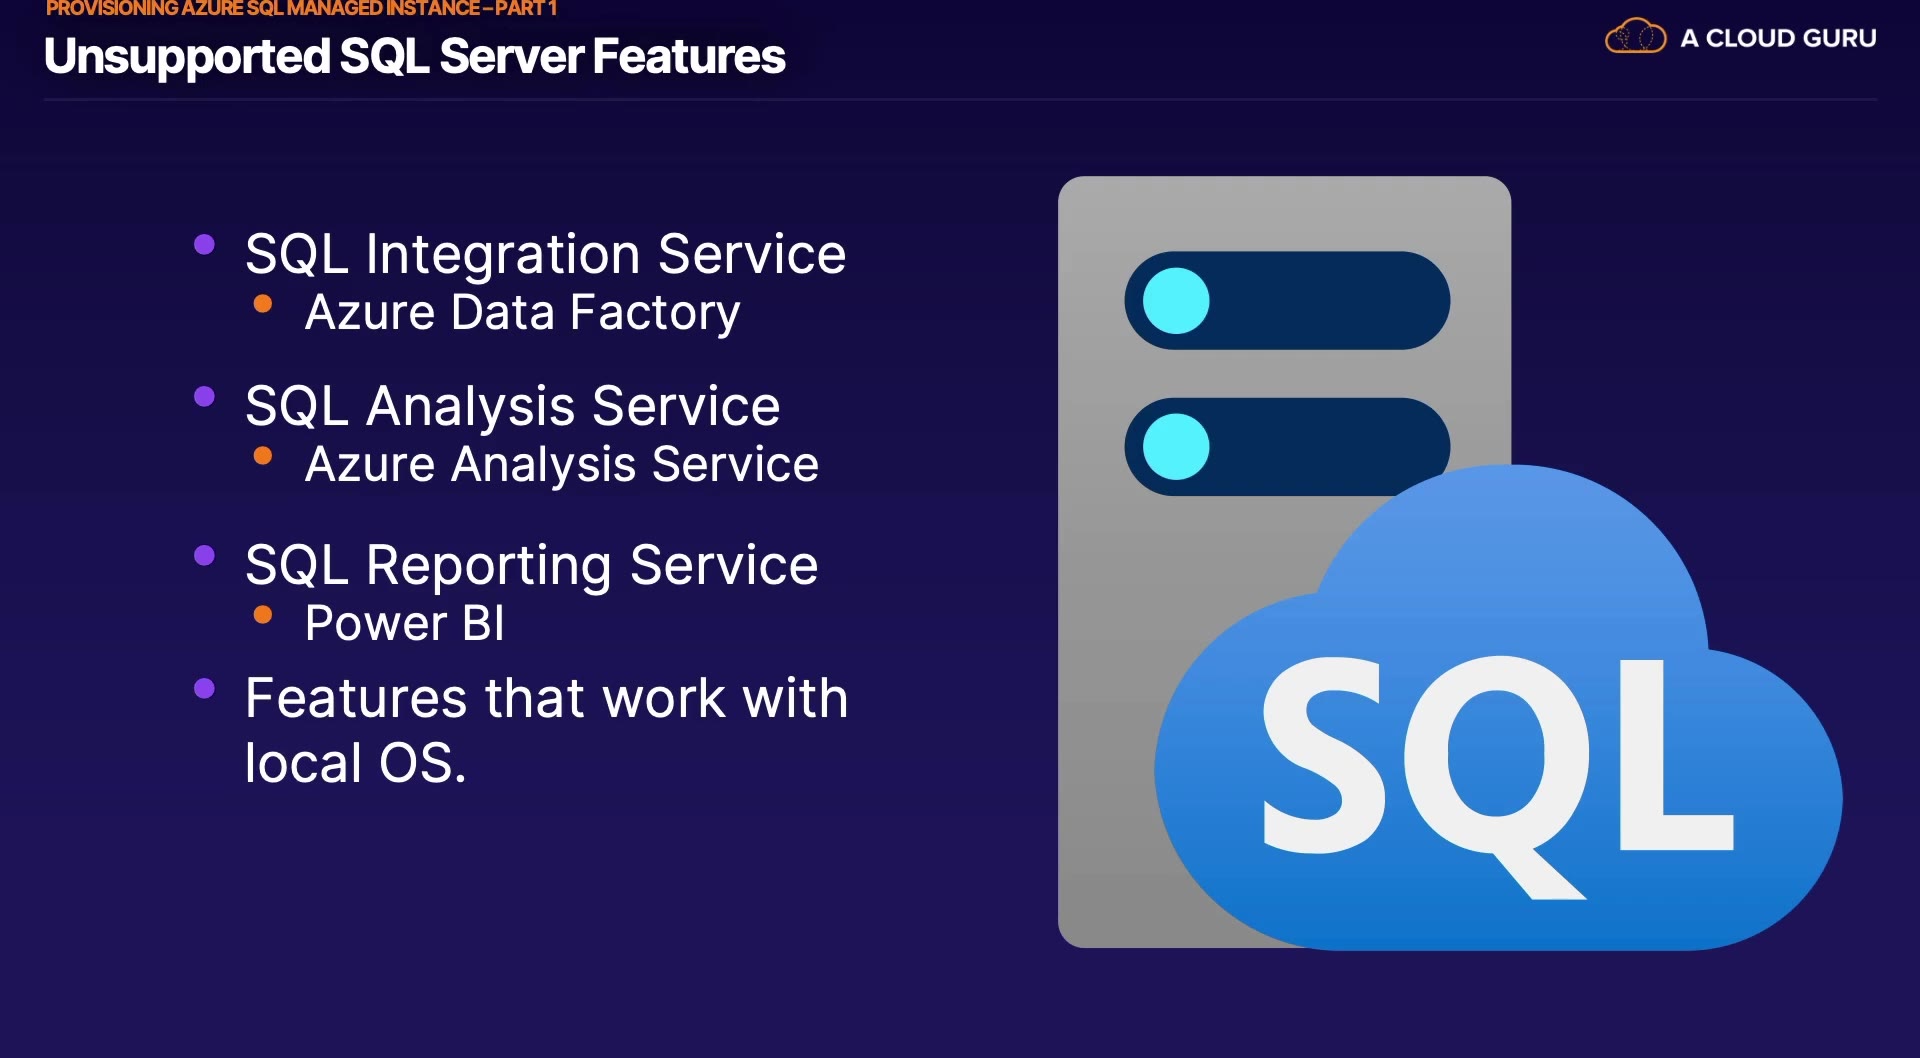 PROVISIONING AZURE SQL MANAGED INSTANCE – PART 1
Unsupported SQL Server Features
A CLOUD GURU
SQL Integration Service
Azure Data Factory
SQL Analysis Service
Azure Analysis Service
SQL Reporting Service
Power BI
Features that work with
local OS.
SQL